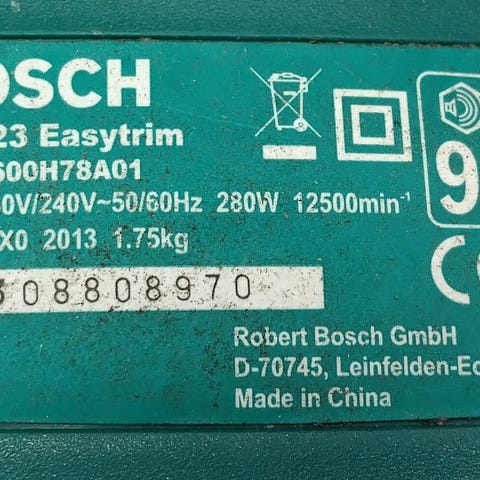 OSCH
23 Easytrim
600H78A01
0V/240V~50/60Hz 280W 12500min⁻¹
X0 2013 1.75kg
308808970
9
CE
Robert Bosch GmbH
D-70745, Leinfelden-Ec
Made in China